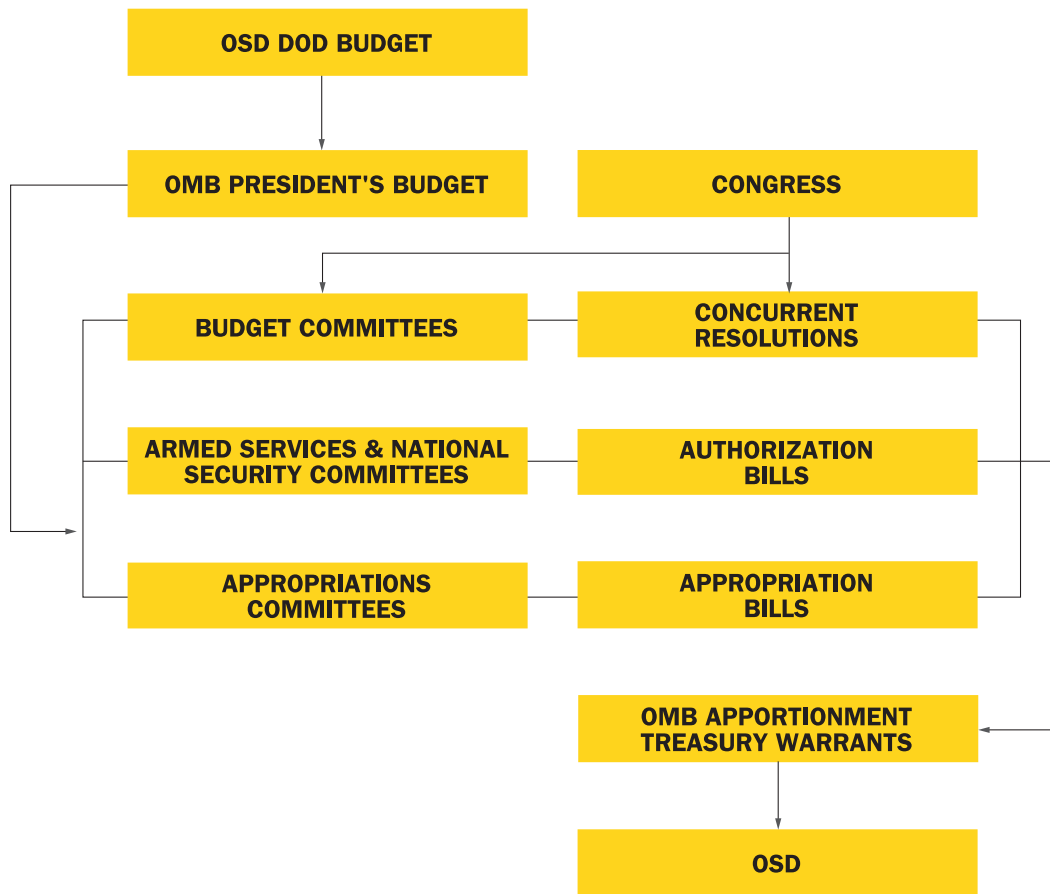 OSD DOD BUDGET
OMB PRESIDENT'S BUDGET
CONGRESS
BUDGET COMMITTEES
CONCURRENT
RESOLUTIONS
ARMED SERVICES & NATIONAL
SECURITY COMMITTEES
AUTHORIZATION
BILLS
APPROPRIATIONS
COMMITTEES
APPROPRIATION
BILLS
OMB APPORTIONMENT
TREASURY WARRANTS
OSD